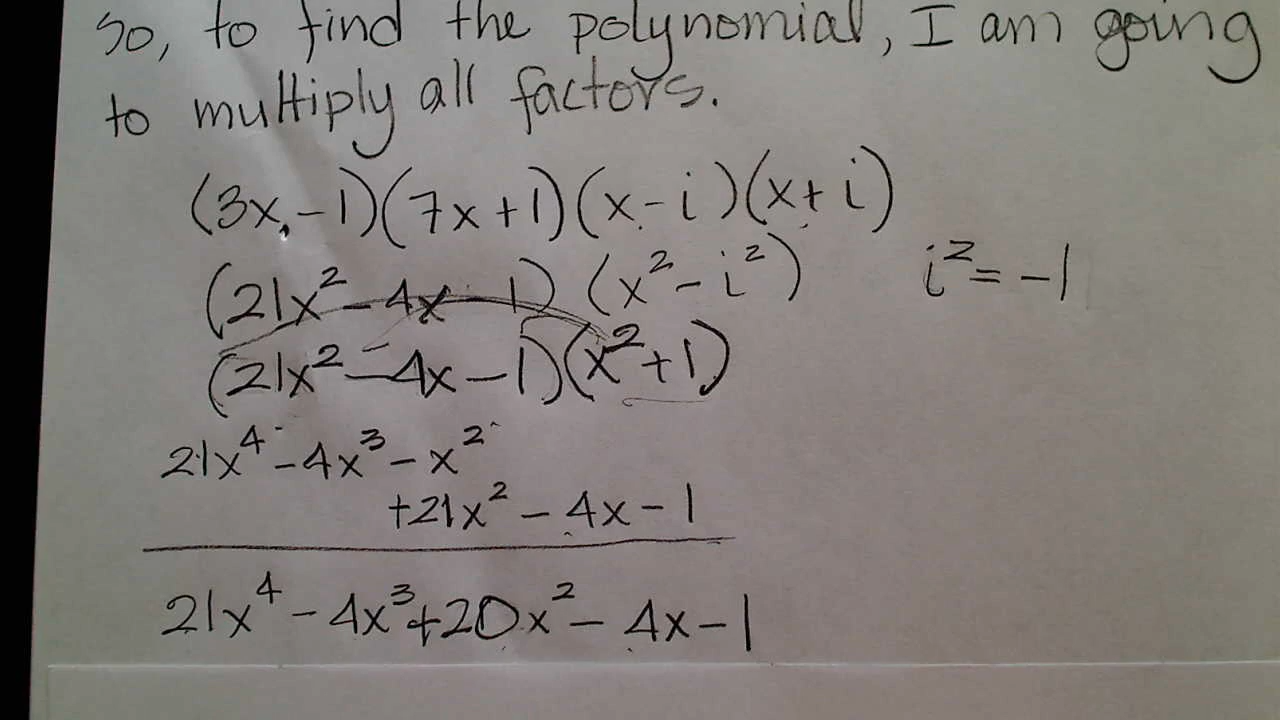 So, to find the polynomial, I am going
to multiply all factors.
(3x-1)(7x+1)(x-i)(x+i)
(21x²-4x-1)(x²-i²) i²=-1
(21x²-4x-1)(x²+1)
21x⁴-4x³-x²
+21x²-4x-1
21x⁴-4x³+20x²-4x-1